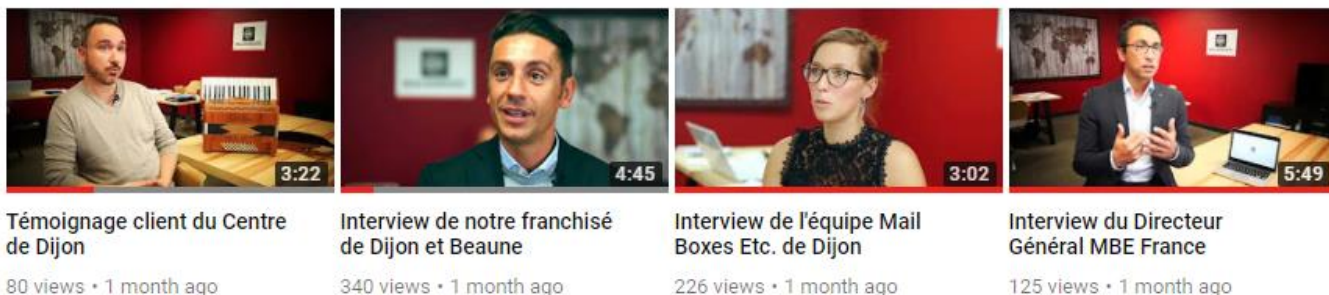 3:22
4:45
3:02
5:49
Témoignage client du Centre
de Dijon
80 views • 1 month ago
Interview de notre franchisé
de Dijon et Beaune
340 views • 1 month ago
Interview de l'équipe Mail
Boxes Etc. de Dijon
226 views • 1 month ago
Interview du Directeur
Général MBE France
125 views • 1 month ago